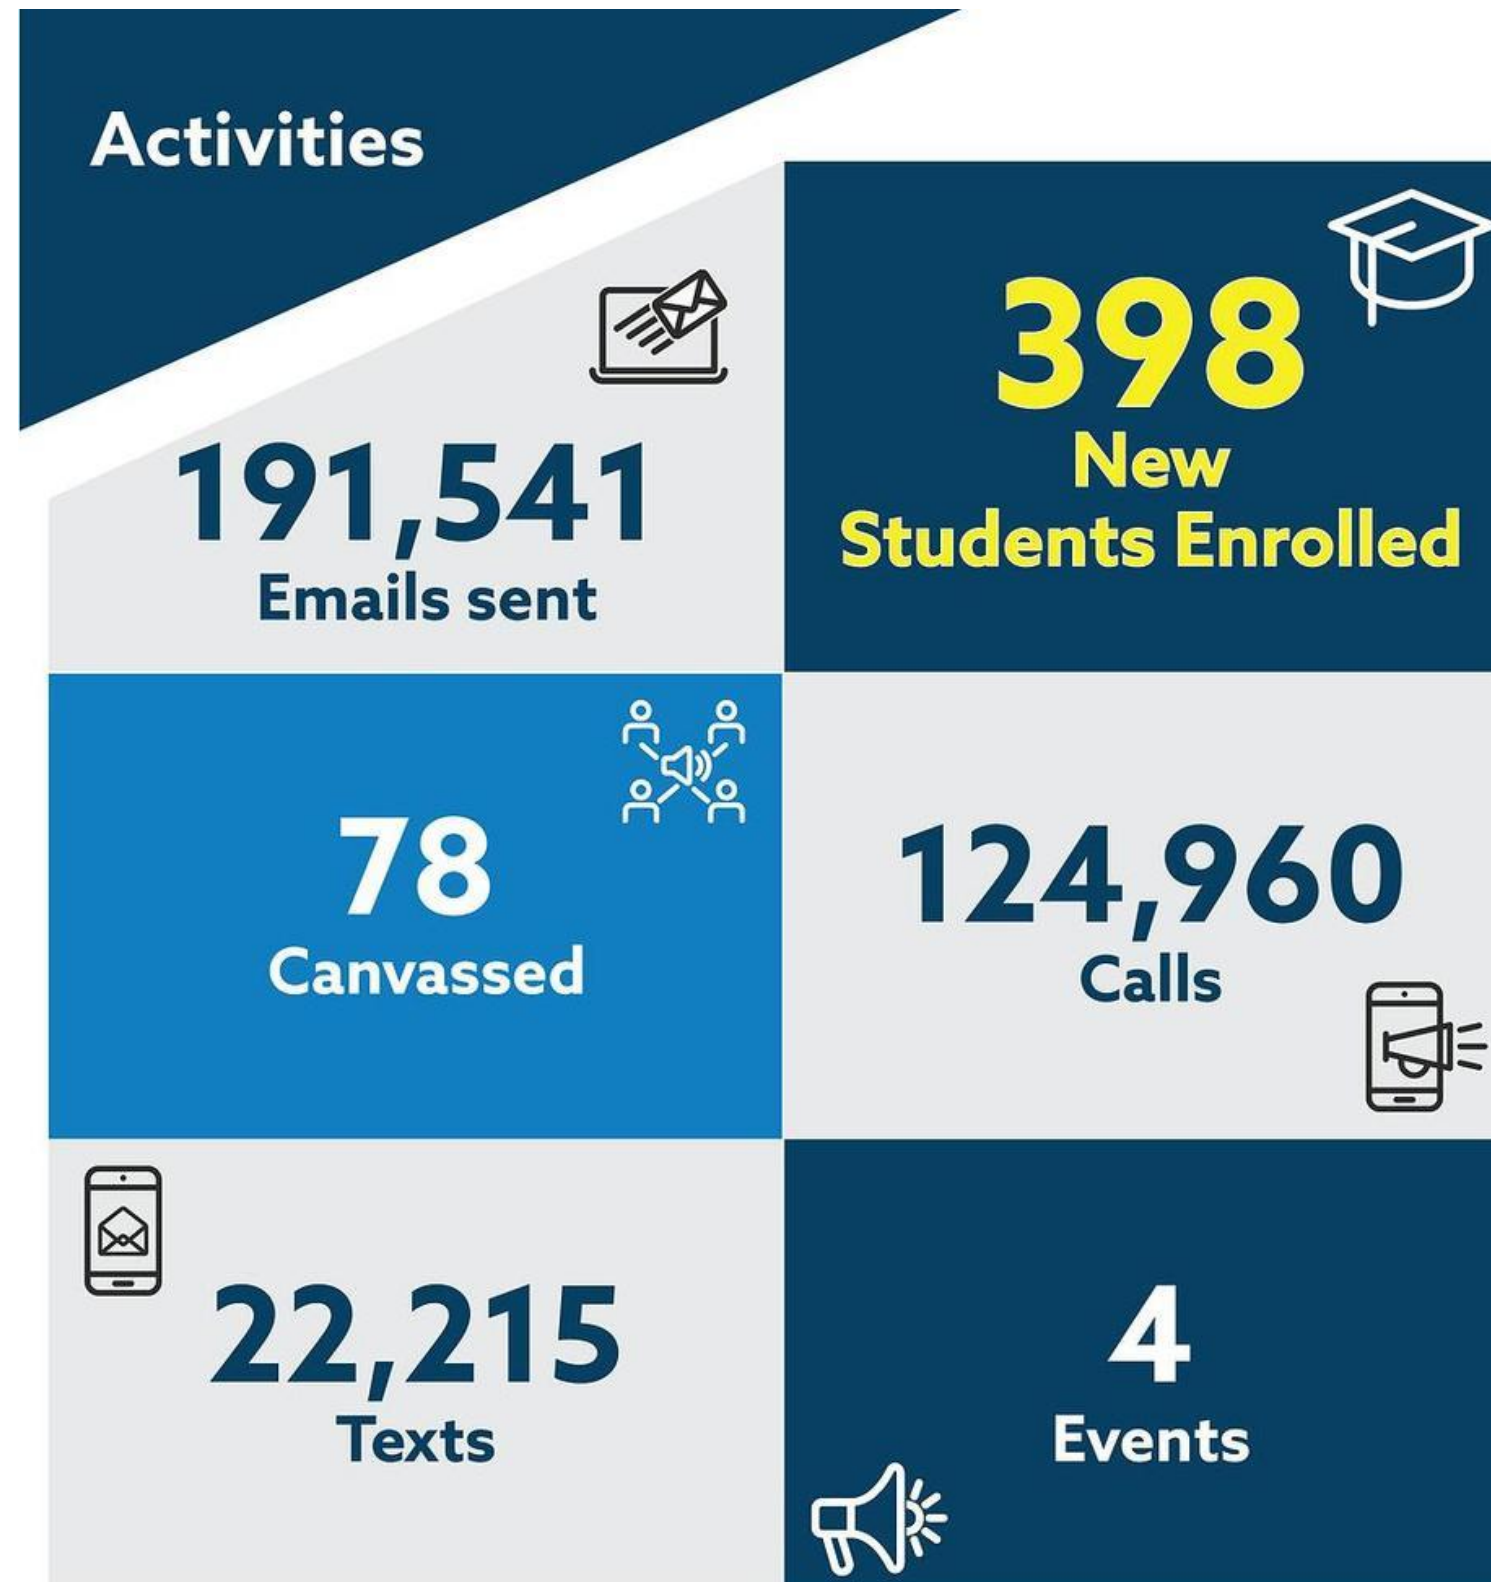 Activities
191,541
Emails sent
398
New
Students Enrolled
78
Canvassed
124,960
Calls
22,215
Texts
4
Events